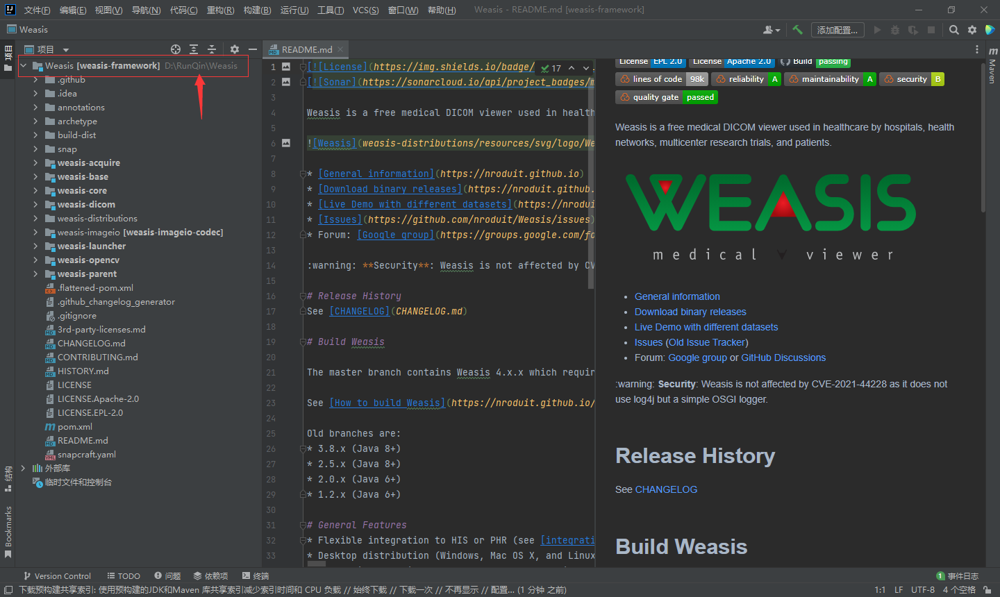 文件(F) 编辑(E) 视图(V) 导航(N) 代码(C) 重构(R) 构建(B) 运行(U) 工具(T) VCS(S) 窗口(W) 帮助(H) Weasis - README.md [weasis-framework]
Weasis
添加配置...
项目
项目
README.md
Weasis [weasis-framework] D:\RunQin\Weasis
.github
.idea
annotations
archetype
build-dist
snap
weasis-acquire
weasis-base
weasis-core
weasis-dicom
weasis-distributions
weasis-imageio [weasis-imageio-codec]
weasis-launcher
weasis-opencv
weasis-parent
.flattened-pom.xml
.github_changelog_generator
.gitignore
3rd-party-licenses.md
CHANGELOG.md
CONTRIBUTING.md
HISTORY.md
LICENSE
LICENSE.Apache-2.0
LICENSE.EPL-2.0
pom.xml
README.md
snapcraft.yaml
外部库
临时文件和控制台
结构
Bookmarks
17
1 [![License](https://img.shields.io/badge/
2 [![Sonar](https://sonarcloud.io/api/project_badges/m
3
4 Weasis is a free medical DICOM viewer used in health
5
6 ![Weasis](weasis-distributions/resources/svg/logo/We
7
8 * [General information](https://nroduit.github.io)
9 * [Download binary releases](https://nroduit.github.
10 * [Live Demo with different datasets](https://nrodui
11 * [Issues](https://github.com/nroduit/Weasis/issues)
12 * Forum: [Google group](https://groups.google.com/fo
13
14 :warning: **Security**: Weasis is not affected by CV
15
16 # Release History
17 See [CHANGELOG](CHANGELOG.md)
18
19 # Build Weasis
20
21 The master branch contains Weasis 4.x.x which requir
22
23 See [How to build Weasis](https://nroduit.github.io/
24
25 Old branches are:
26 * 3.8.x (Java 8+)
27 * 2.5.x (Java 8+)
28 * 2.0.x (Java 6+)
29 * 1.2.x (Java 6+)
30
31 # General Features
32 * Flexible integration to HIS or PHR (see [integrati
33 * Desktop distribution (Windows, Mac OS X, and Linux
License EPL 2.0 License Apache 2.0 Build passing
lines of code 98k reliability A maintainability A security B
quality gate passed
Weasis is a free medical DICOM viewer used in healthcare by hospitals, health
networks, multicenter research trials, and patients.
WEASIS
medical viewer
General information
Download binary releases
Live Demo with different datasets
Issues (Old Issue Tracker)
Forum: Google group or GitHub Discussions
:warning: Security: Weasis is not affected by CVE-2021-44228 as it does not
use log4j but a simple OSGI logger.
Release History
See CHANGELOG
Build Weasis
m Maven
Version Control TODO 问题 依赖项 终端 1 事件日志
下载预构建共享索引: 使用预构建的JDK和Maven 库共享索引减少索引时间和 CPU 负载 // 始终下载 // 下载一次 // 不再显示 // 配置... (1 分钟 之前) 1:1 LF UTF-8 4 个空格